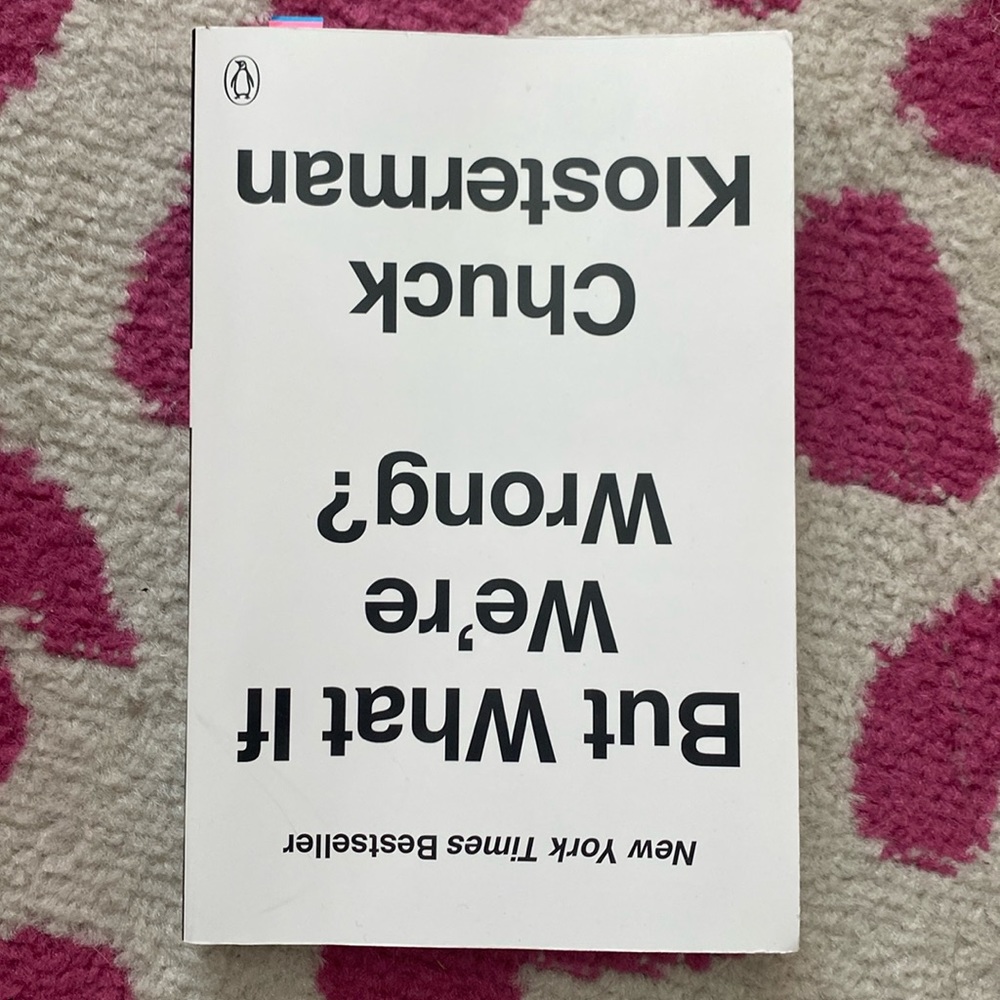 New York Times Bestseller
But What If
We’re
Wrong?
Chuck
Klosterman